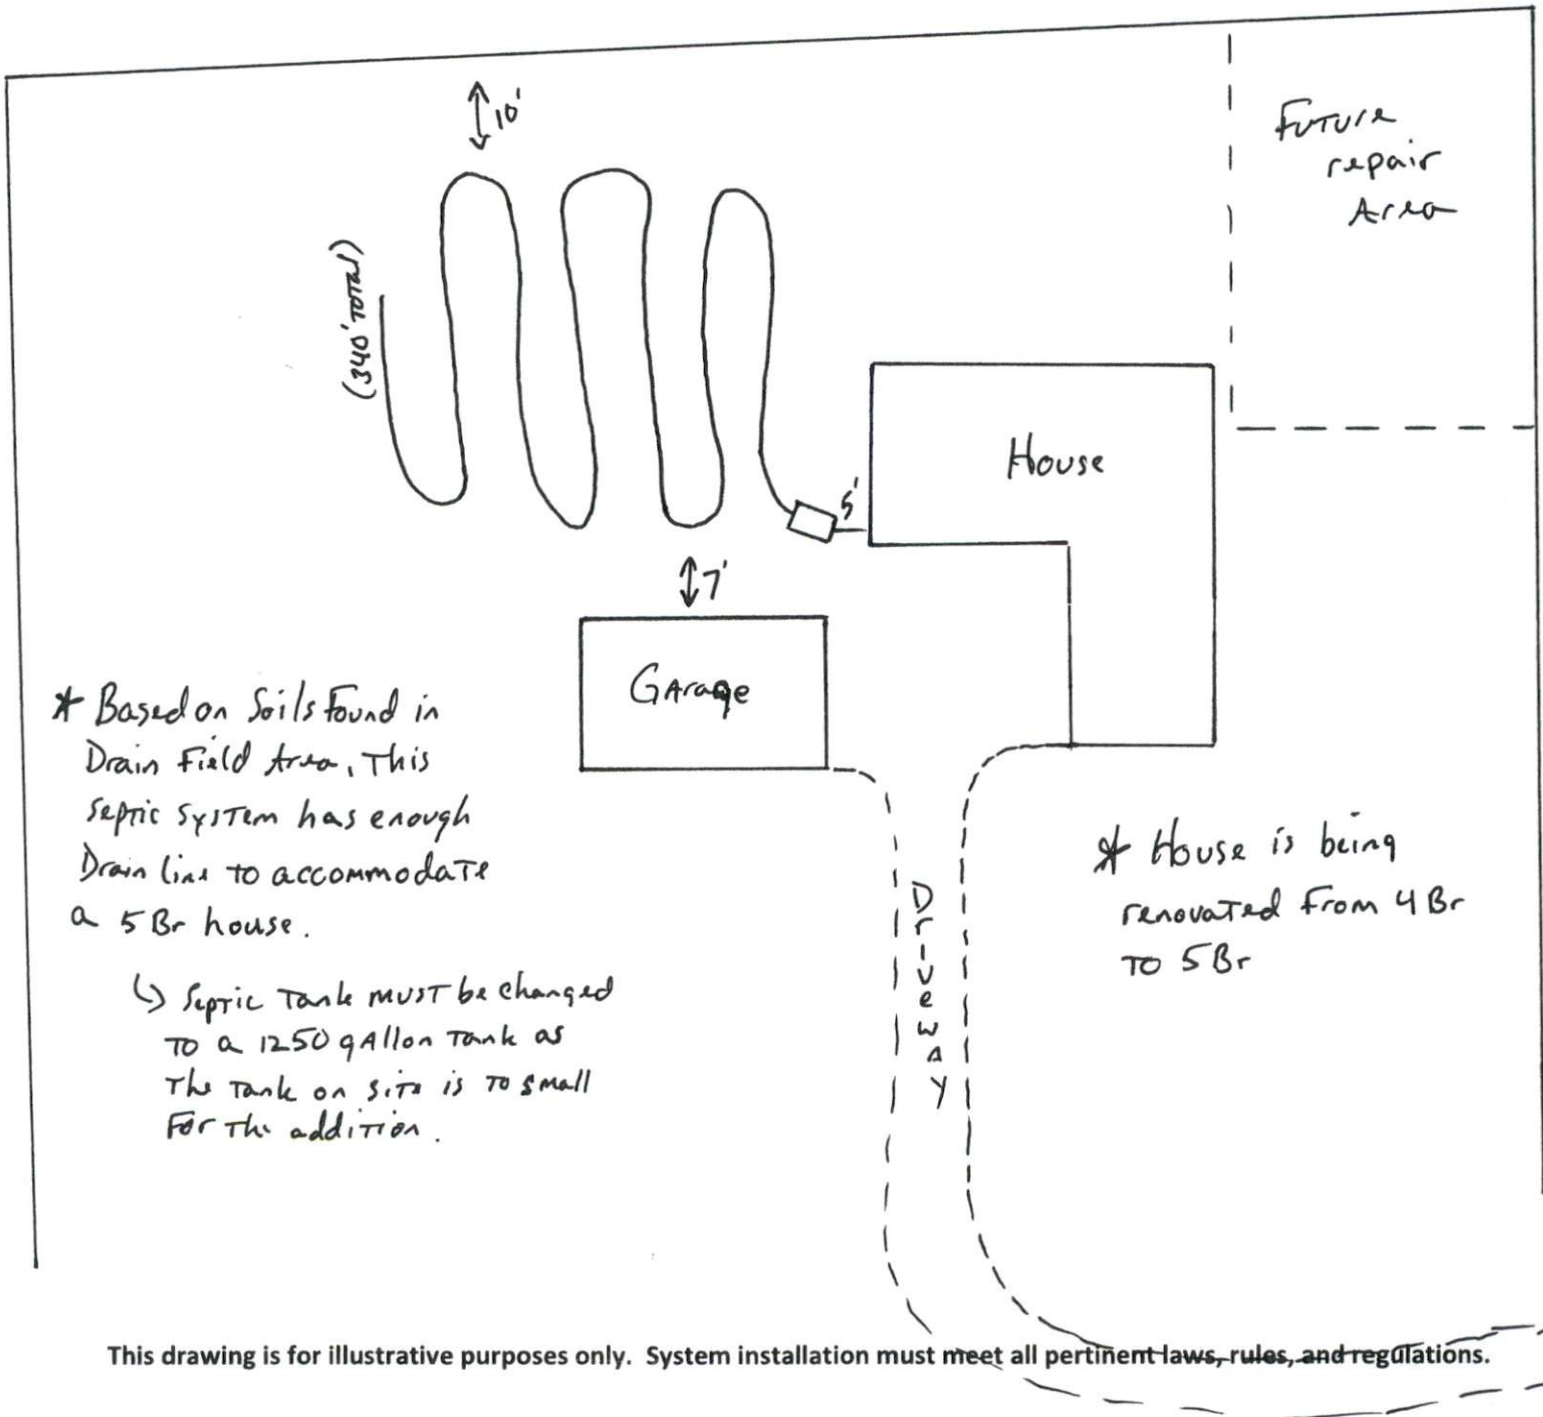 10'
Future
repair
Area
(340' TOTAL)
House
5'
7'
Garage
* Based on Soils Found in
Drain Field Area, This
Septic System has enough
Drain line to accommodate
a 5 Br house.
↳ Septic Tank must be changed
to a 1250 gallon Tank as
The Tank on site is to small
For The addition.
Driveway
* House is being
renovated From 4 Br
To 5 Br
This drawing is for illustrative purposes only. System installation must meet all pertinent laws, rules, and regulations.